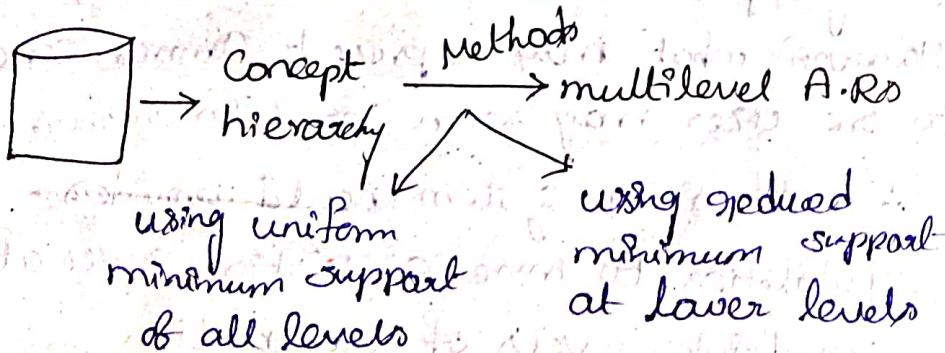 Methods
Concept
hierarchy
multilevel A.Rs
using uniform
minimum support
of all levels
using reduced
minimum support
at lower levels